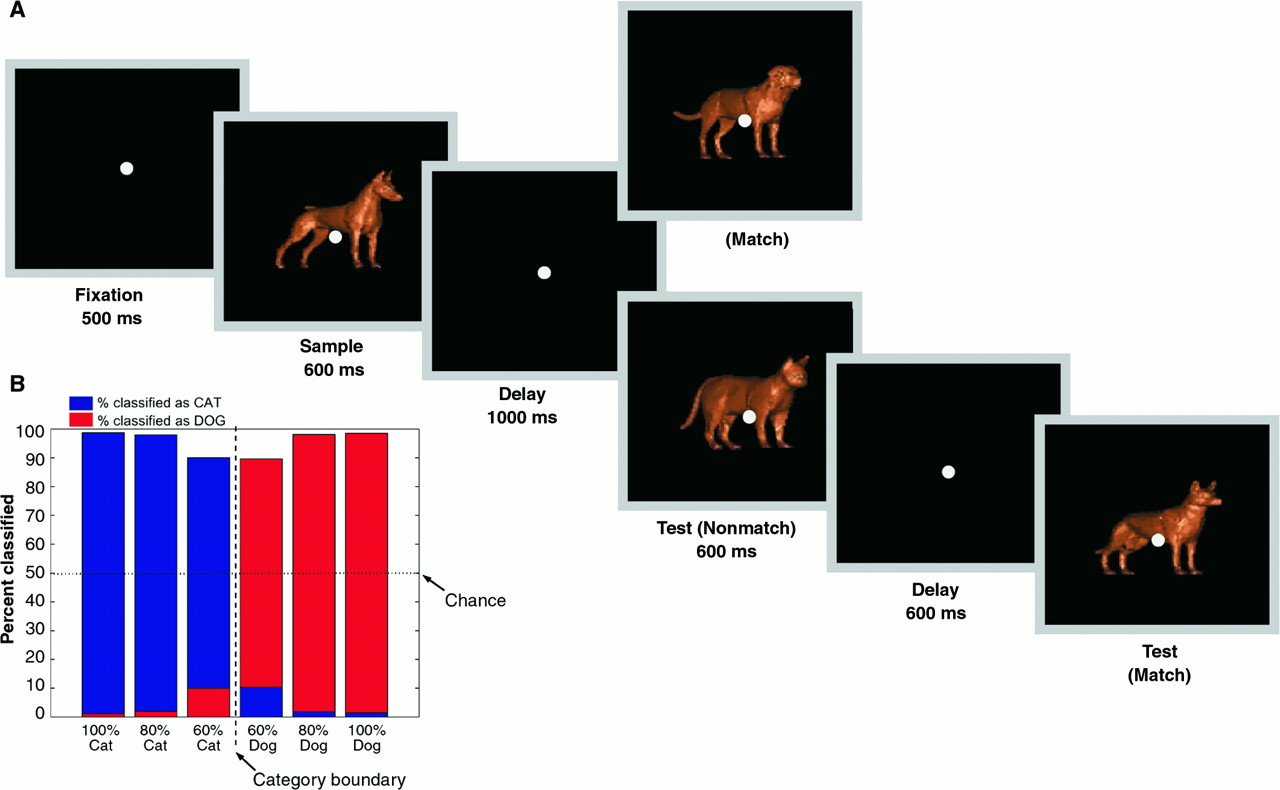 A
(Match)
Fixation
500 ms
Sample
600 ms
Delay
1000 ms
Test (Nonmatch)
600 ms
Delay
600 ms
Test
(Match)
B
% classified as CAT
% classified as DOG
Percent classified
100
90
80
70
60
50
40
30
20
10
0
Chance
100%
Cat
80%
Cat
60%
Cat
60%
Dog
80%
Dog
100%
Dog
Category boundary